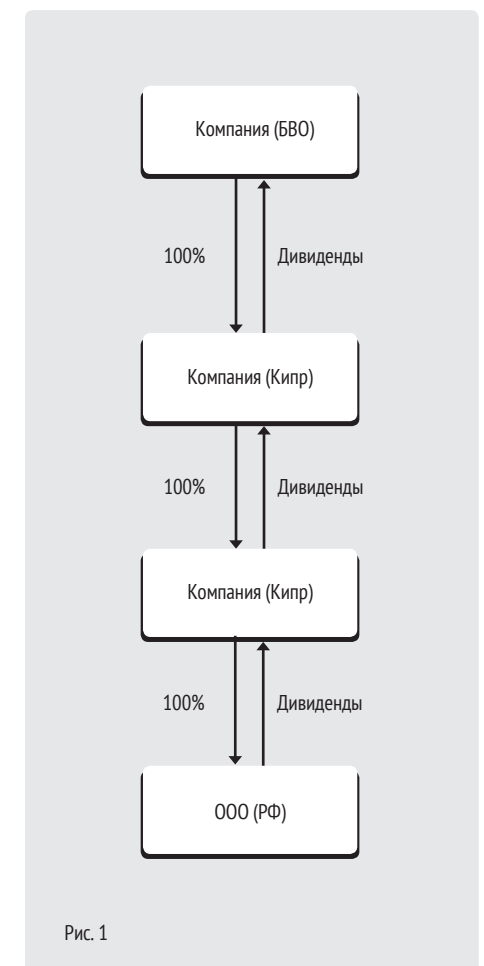 Компания (БВО)
100% Дивиденды
Компания (Кипр)
100% Дивиденды
Компания (Кипр)
100% Дивиденды
ООО (РФ)
Рис. 1